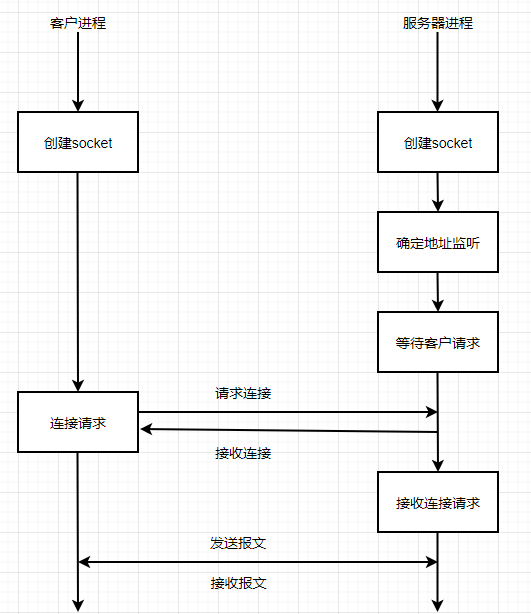 客户进程
服务器进程
创建socket
创建socket
确定地址监听
等待客户请求
请求连接
连接请求
接收连接
接收连接请求
发送报文
接收报文